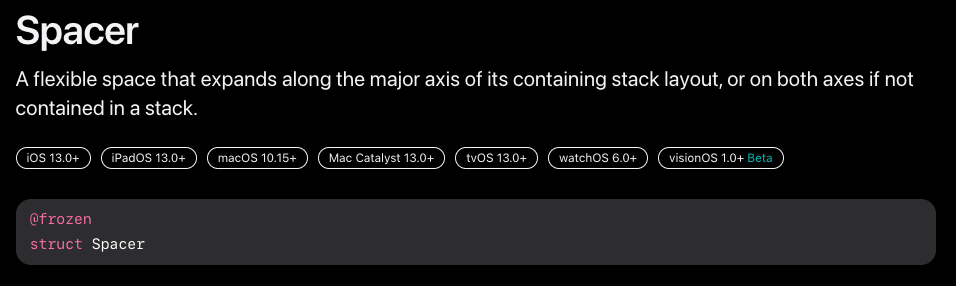 Spacer
A flexible space that expands along the major axis of its containing stack layout, or on both axes if not
contained in a stack.
iOS 13.0+ iPadOS 13.0+ macOS 10.15+ Mac Catalyst 13.0+ tvOS 13.0+ watchOS 6.0+ visionOS 1.0+ Beta
@frozen
struct Spacer